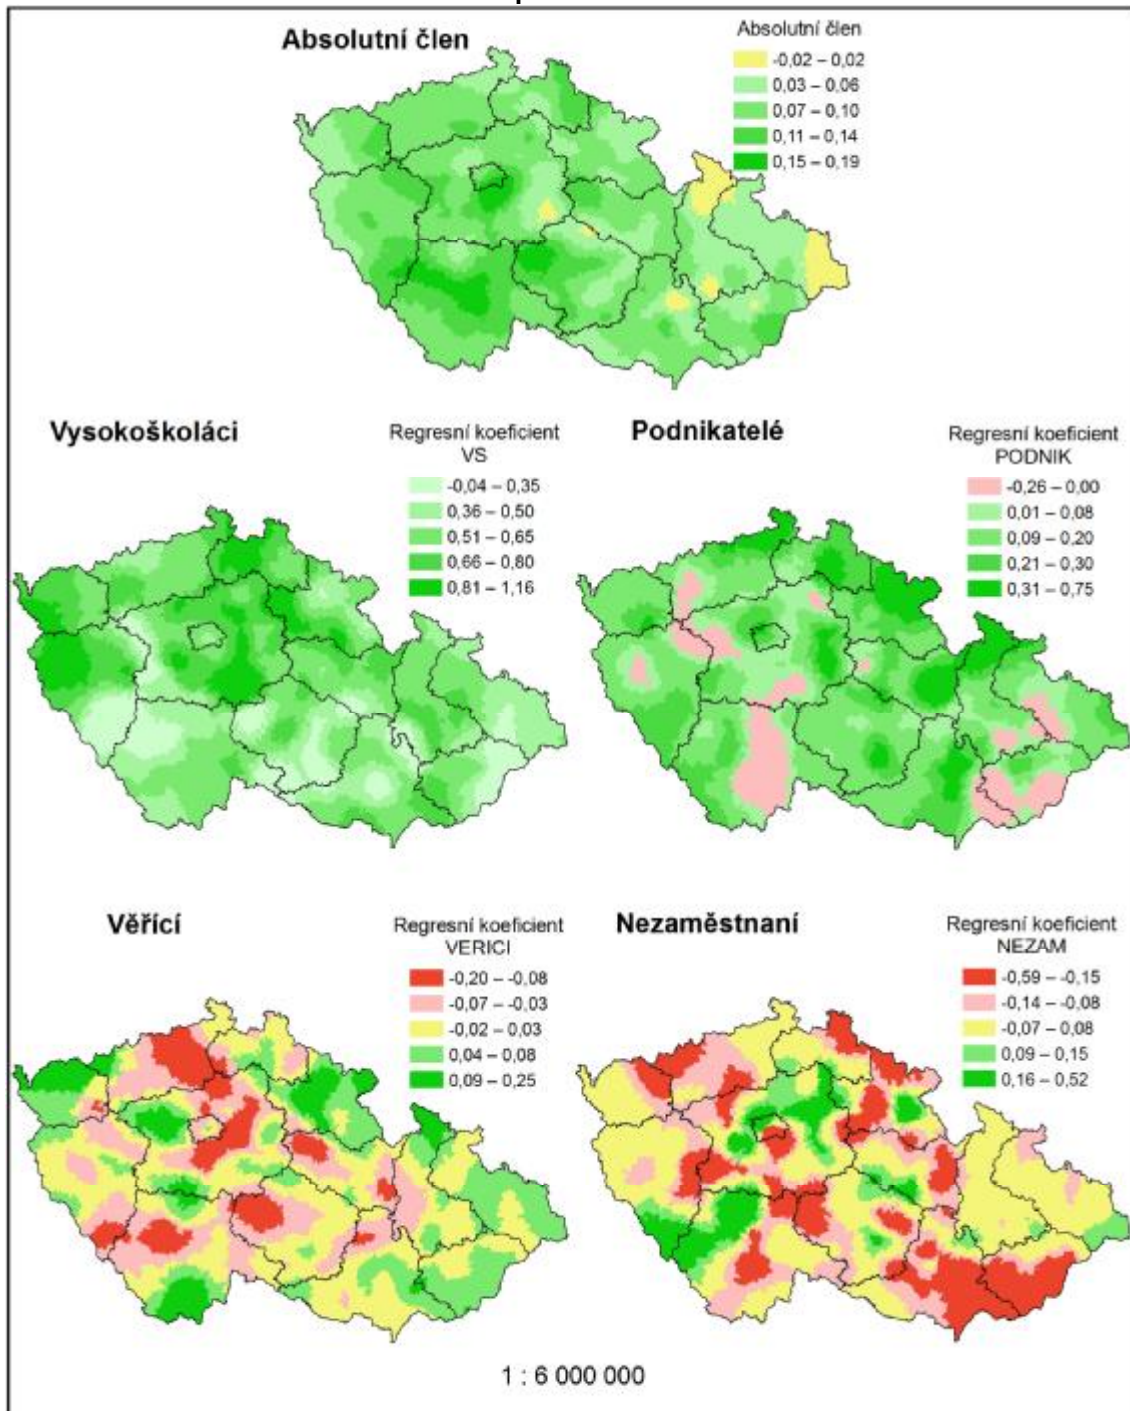 Absolutní člen
Absolutní člen
-0,02 – 0,02
0,03 – 0,06
0,07 – 0,10
0,11 – 0,14
0,15 – 0,19
Vysokoškoláci
Regresní koeficient
VS
-0,04 – 0,35
0,36 – 0,50
0,51 – 0,65
0,66 – 0,80
0,81 – 1,16
Podnikatelé
Regresní koeficient
PODNIK
-0,26 – 0,00
0,01 – 0,08
0,09 – 0,20
0,21 – 0,30
0,31 – 0,75
Věřící
Regresní koeficient
VERICI
-0,20 – -0,08
-0,07 – -0,03
-0,02 – 0,03
0,04 – 0,08
0,09 – 0,25
Nezaměstnaní
Regresní koeficient
NEZAM
-0,59 – -0,15
-0,14 – -0,08
-0,07 – 0,08
0,09 – 0,15
0,16 – 0,52
1 : 6 000 000